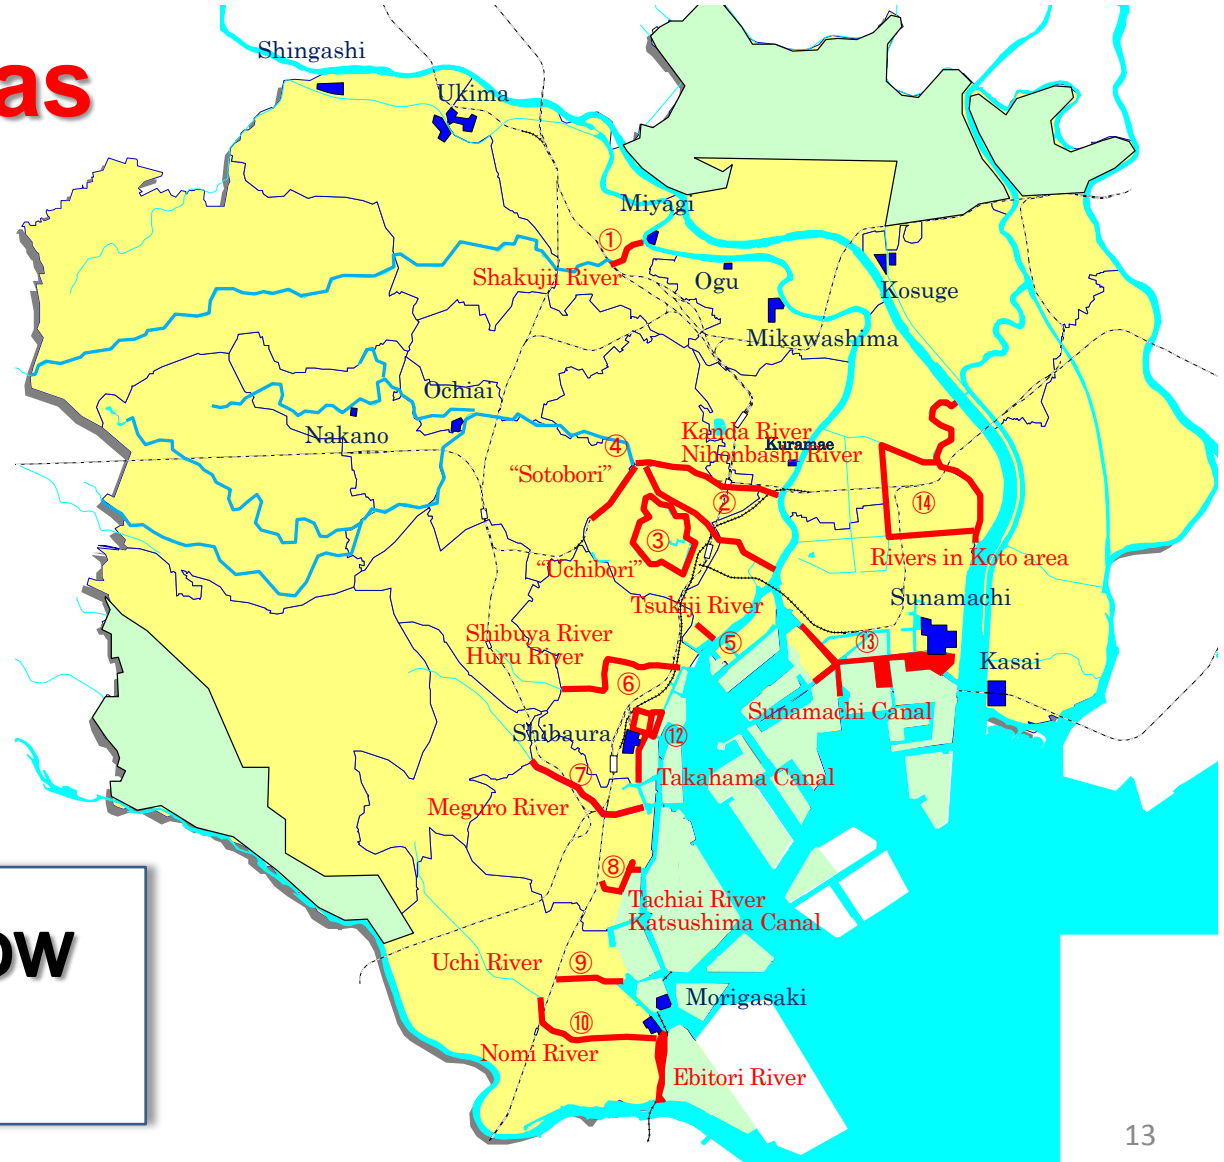 as
Shingashi
Ukima
Miyagi
①
Shakujii River
Ogu
Kosuge
Mikawashima
Ochiai
Nakano
④
Kanda River
Nihonbashi River
Kuramae
"Sotobori"
②
⑭
③
Rivers in Koto area
"Uchibori"
Sunamachi
Tsukiji River
Shibuya River
Huru River
⑤
⑬
Kasai
⑥
Sunamachi Canal
Shibaura
⑫
⑦
Takahama Canal
Meguro River
⑧
Tachiai River
Katsushima Canal
ow
Uchi River
⑨
Morigasaki
⑩
Nomi River
Ebitori River
13